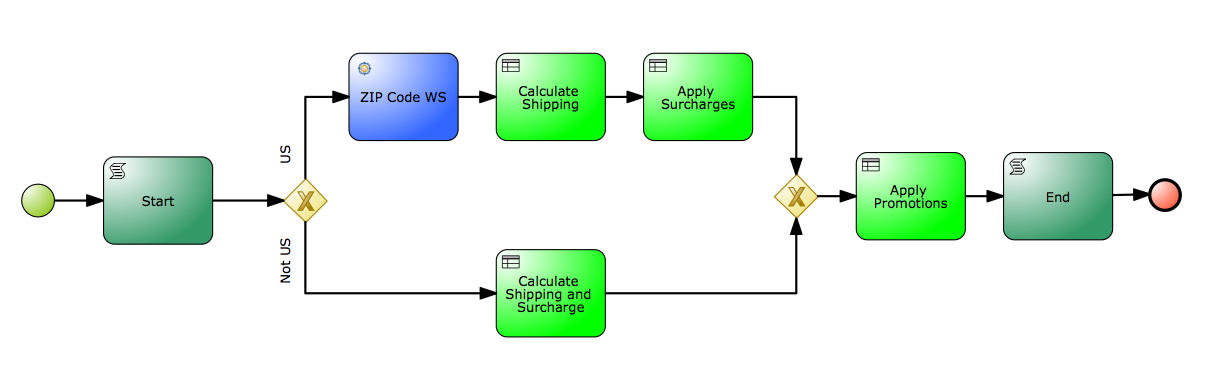 ZIP Code WS
Calculate
Shipping
Apply
Surcharges
US
Start
Not US
Calculate
Shipping and
Surcharge
Apply
Promotions
End